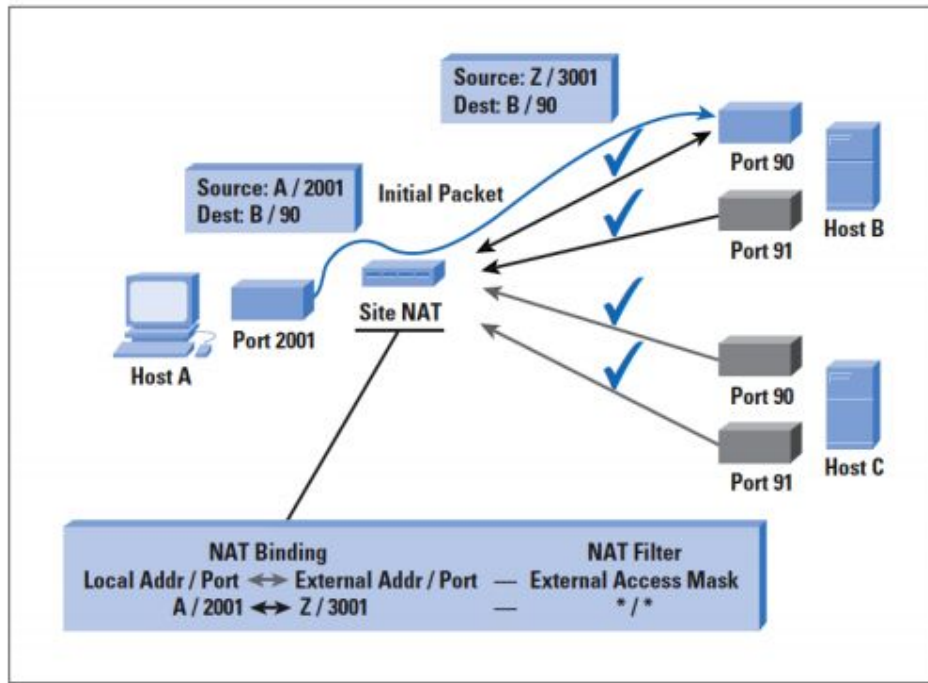 Source: Z / 3001
Dest: B / 90
Source: A / 2001
Dest: B / 90
Initial Packet
Port 90
Host B
Port 91
Site NAT
Port 2001
Host A
Port 90
Host C
Port 91
NAT Binding NAT Filter
Local Addr / Port ↔ External Addr / Port — External Access Mask
A / 2001 ↔ Z / 3001 — * / *